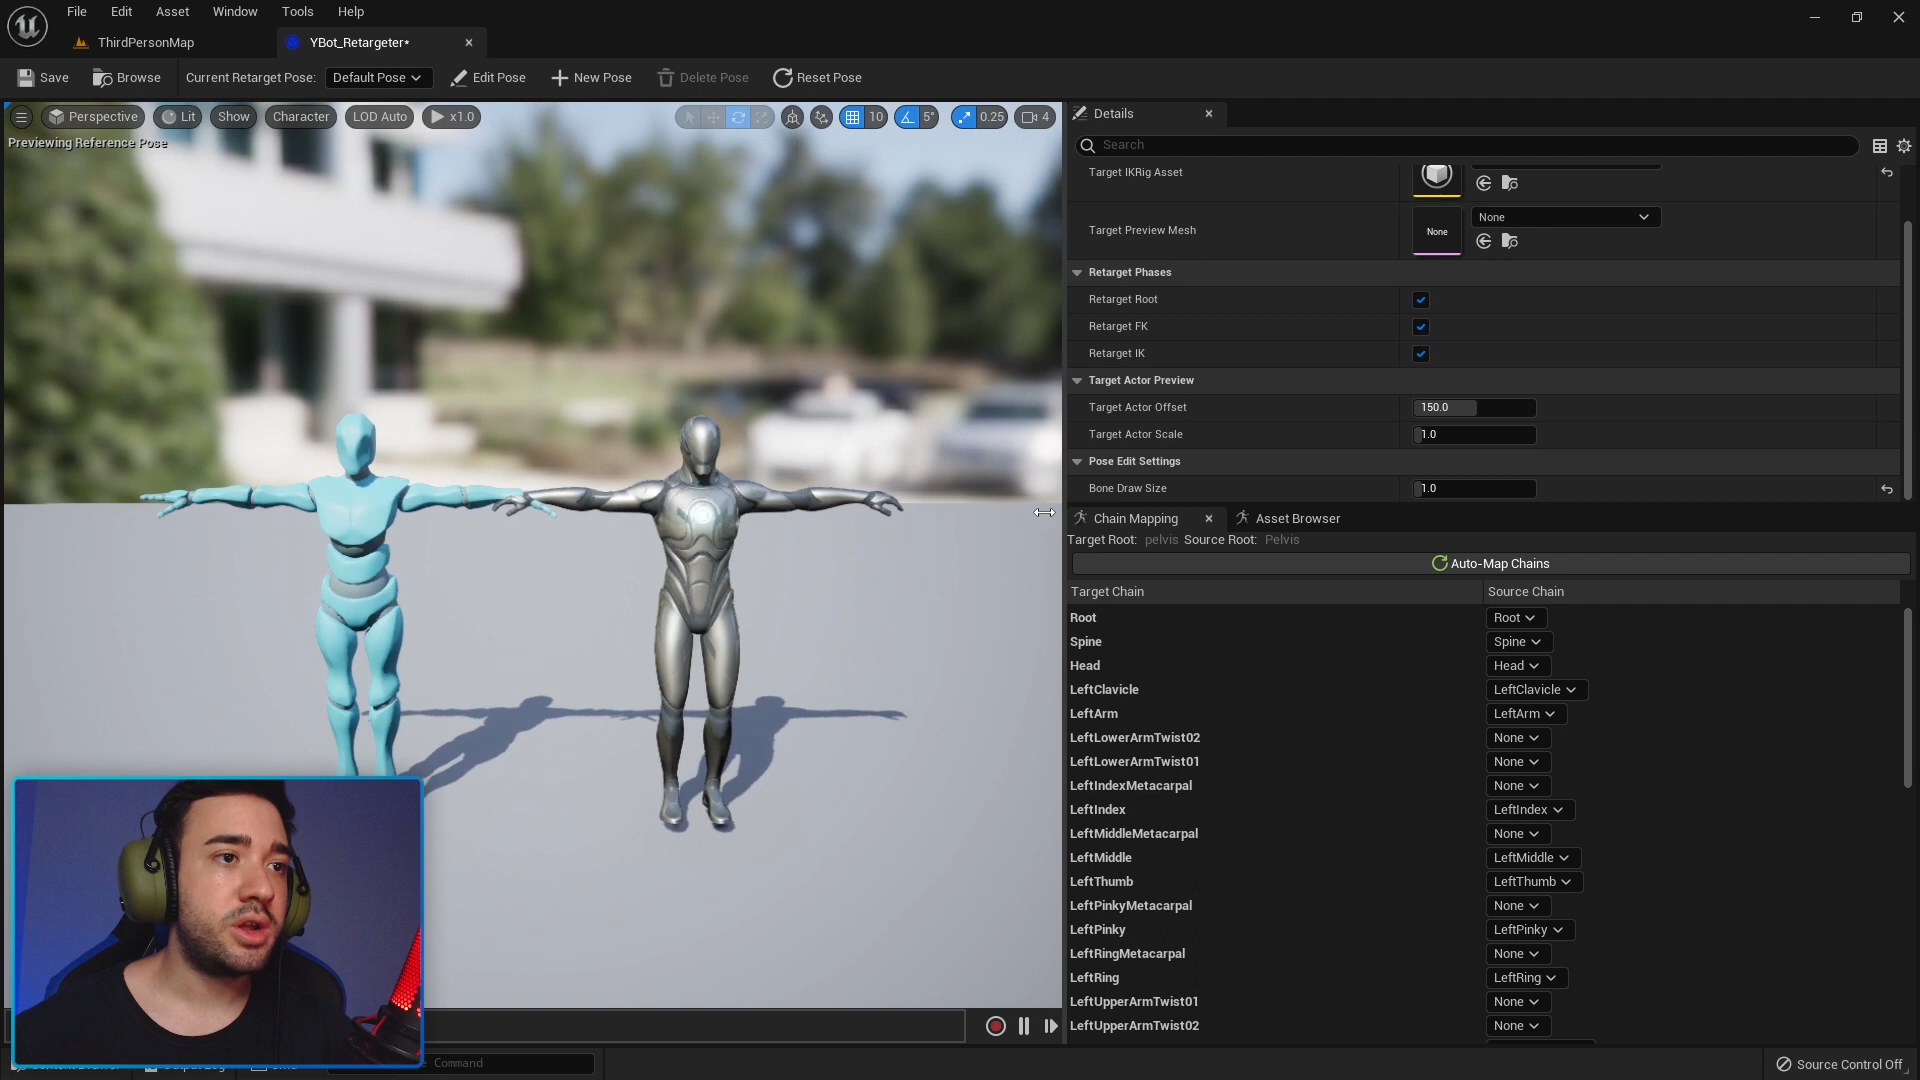 File Edit Asset Window Tools Help
ThirdPersonMap YBot_Retargeter*
Save Browse Current Retarget Pose: Default Pose Edit Pose New Pose Delete Pose Reset Pose
Perspective Lit Show Character LOD Auto x1.0 10 5° 0.25 4
Previewing Reference Pose
Details
Search
Target IKRig Asset
Target Preview Mesh None None
Retarget Phases
Retarget Root
Retarget FK
Retarget IK
Target Actor Preview
Target Actor Offset 150.0
Target Actor Scale 1.0
Pose Edit Settings
Bone Draw Size 1.0
Chain Mapping Asset Browser
Target Root: pelvis Source Root: Pelvis
Auto-Map Chains
Target Chain Source Chain
Root Root
Spine Spine
Head Head
LeftClavicle LeftClavicle
LeftArm LeftArm
LeftLowerArmTwist02 None
LeftLowerArmTwist01 None
LeftIndexMetacarpal None
LeftIndex LeftIndex
LeftMiddleMetacarpal None
LeftMiddle LeftMiddle
LeftThumb LeftThumb
LeftPinkyMetacarpal None
LeftPinky LeftPinky
LeftRingMetacarpal None
LeftRing LeftRing
LeftUpperArmTwist01 None
LeftUpperArmTwist02 None
Command
Source Control Off